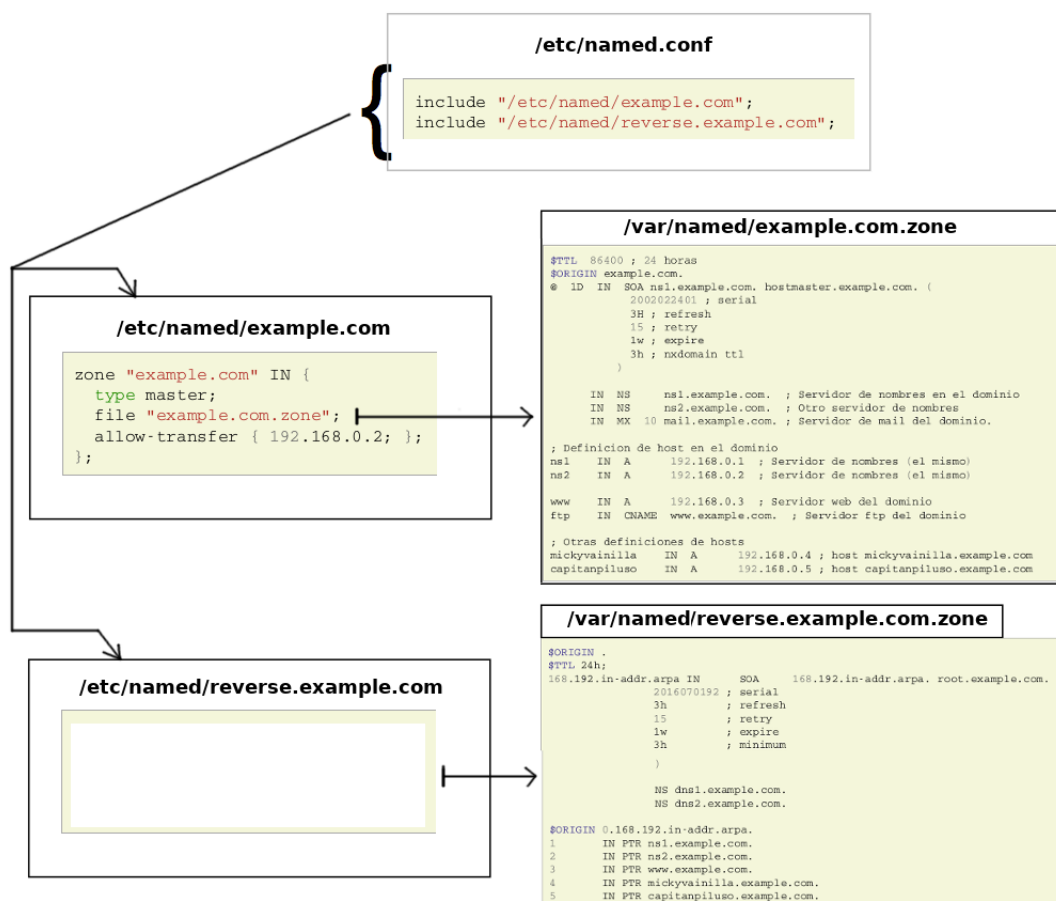 /etc/named.conf
include "/etc/named/example.com";
include "/etc/named/reverse.example.com";
/etc/named/example.com
zone "example.com" IN {
type master;
file "example.com.zone";
allow-transfer { 192.168.0.2; };
};
/var/named/example.com.zone
$TTL 86400 ; 24 horas
$ORIGIN example.com.
@ 1D IN SOA ns1.example.com. hostmaster.example.com. (
2002022401 ; serial
3H ; refresh
15 ; retry
1w ; expire
3h ; nxdomain ttl
)
IN NS ns1.example.com. ; Servidor de nombres en el dominio
IN NS ns2.example.com. ; Otro servidor de nombres
IN MX 10 mail.example.com. ; Servidor de mail del dominio.
; Definicion de host en el dominio
ns1 IN A 192.168.0.1 ; Servidor de nombres (el mismo)
ns2 IN A 192.168.0.2 ; Servidor de nombres (el mismo)
www IN A 192.168.0.3 ; Servidor web del dominio
ftp IN CNAME www.example.com. ; Servidor ftp del dominio
; Otras definiciones de hosts
mickyvainilla IN A 192.168.0.4 ; host mickyvainilla.example.com
capitanpiluso IN A 192.168.0.5 ; host capitanpiluso.example.com
/etc/named/reverse.example.com
/var/named/reverse.example.com.zone
$ORIGIN .
$TTL 24h;
168.192.in-addr.arpa IN SOA 168.192.in-addr.arpa. root.example.com.
2016070192 ; serial
3h ; refresh
15 ; retry
1w ; expire
3h ; minimum
)
NS dns1.example.com.
NS dns2.example.com.
$ORIGIN 0.168.192.in-addr.arpa.
1 IN PTR ns1.example.com.
2 IN PTR ns2.example.com.
3 IN PTR www.example.com.
4 IN PTR mickyvainilla.example.com.
5 IN PTR capitanpiluso.example.com.